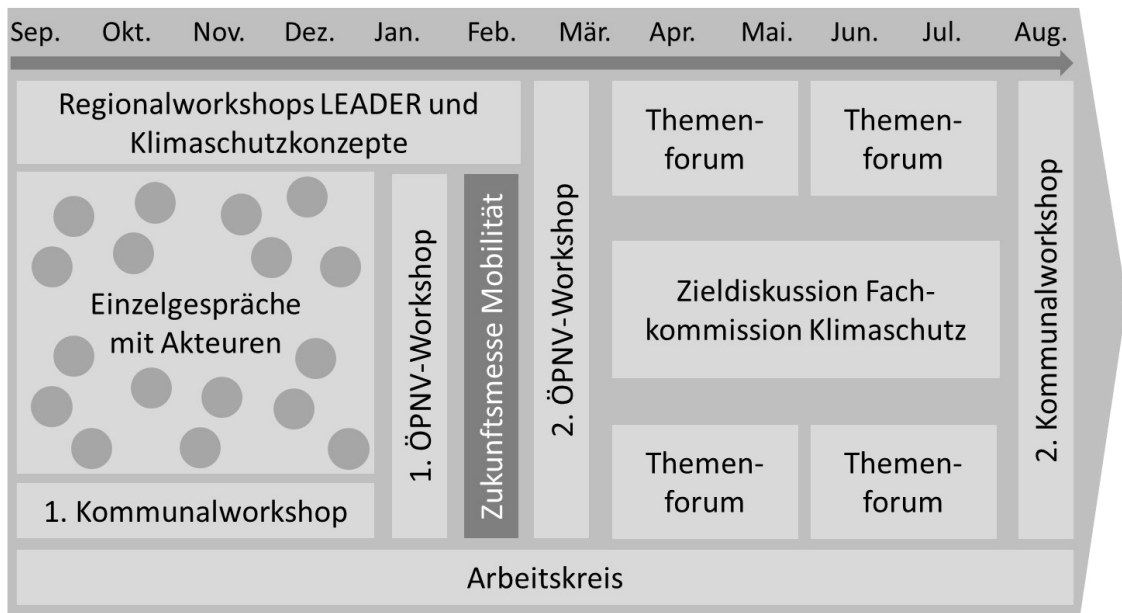 Sep. Okt. Nov. Dez. Jan. Feb. Mär. Apr. Mai. Jun. Jul. Aug.
Regionalworkshops LEADER und
Klimaschutzkonzepte
Einzelgespräche
mit Akteuren
1. Kommunalworkshop
1. ÖPNV-Workshop
Zukunftsmesse Mobilität
2. ÖPNV-Workshop
Themen-
forum
Themen-
forum
Zieldiskussion Fach-
kommission Klimaschutz
Themen-
forum
Themen-
forum
2. Kommunalworkshop
Arbeitskreis